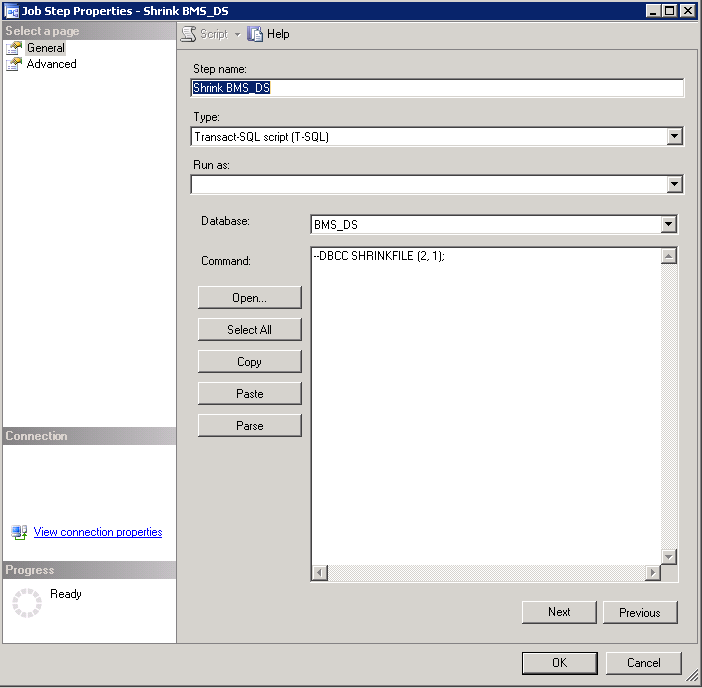 Job Step Properties - Shrink BMS_DS
Select a page
General
Advanced
Script
Help
Step name:
Shrink BMS_DS
Type:
Transact-SQL script (T-SQL)
Run as:
Database:
BMS_DS
Command:
--DBCC SHRINKFILE (2, 1);
Open...
Select All
Copy
Paste
Parse
Connection
View connection properties
Progress
Ready
Next
Previous
OK
Cancel